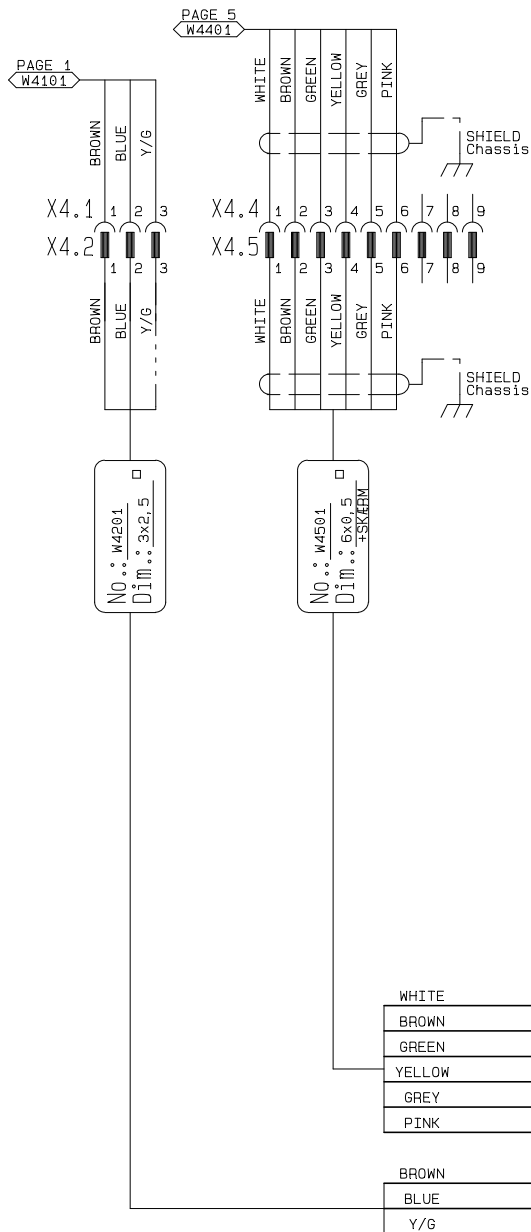 PAGE 5
W4401
PAGE 1
W4101
WHITE
BROWN
GREEN
YELLOW
GREY
PINK
BROWN
BLUE
Y/G
SHIELD
Chassis
X4.1 1 2 3
X4.4 1 2 3 4 5 6 7 8 9
X4.2 1 2 3
X4.5 1 2 3 4 5 6 7 8 9
BROWN
BLUE
Y/G
WHITE
BROWN
GREEN
YELLOW
GREY
PINK
SHIELD
Chassis
No.: W4201
Dim.: 3x2,5
No.: W4501
Dim.: 6x0,5
+SKÆRM
WHITE
BROWN
GREEN
YELLOW
GREY
PINK
BROWN
BLUE
Y/G